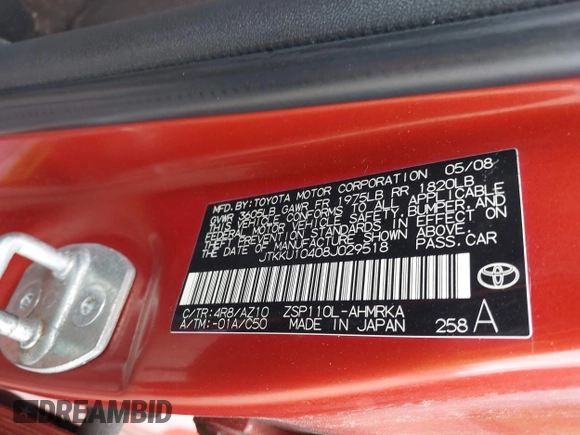 MFD.BY:TOYOTA MOTOR CORPORATION 05/08
GVWR 3605LB GAWR FR 1975LB RR 1820LB
THIS VEHICLE CONFORMS TO ALL APPLICABLE
FEDERAL MOTOR VEHICLE SAFETY,BUMPER,AND
THEFT PREVENTION STANDARDS IN EFFECT ON
THE DATE OF MANUFACTURE SHOWN ABOVE.
JTKKU10408J029518 PASS.CAR
C/TR:4R8/AZ10 ZSP110L-AHMRKA
A/TM:-01A/C50 MADE IN JAPAN 258 A
TOYOTA
DREAMBID